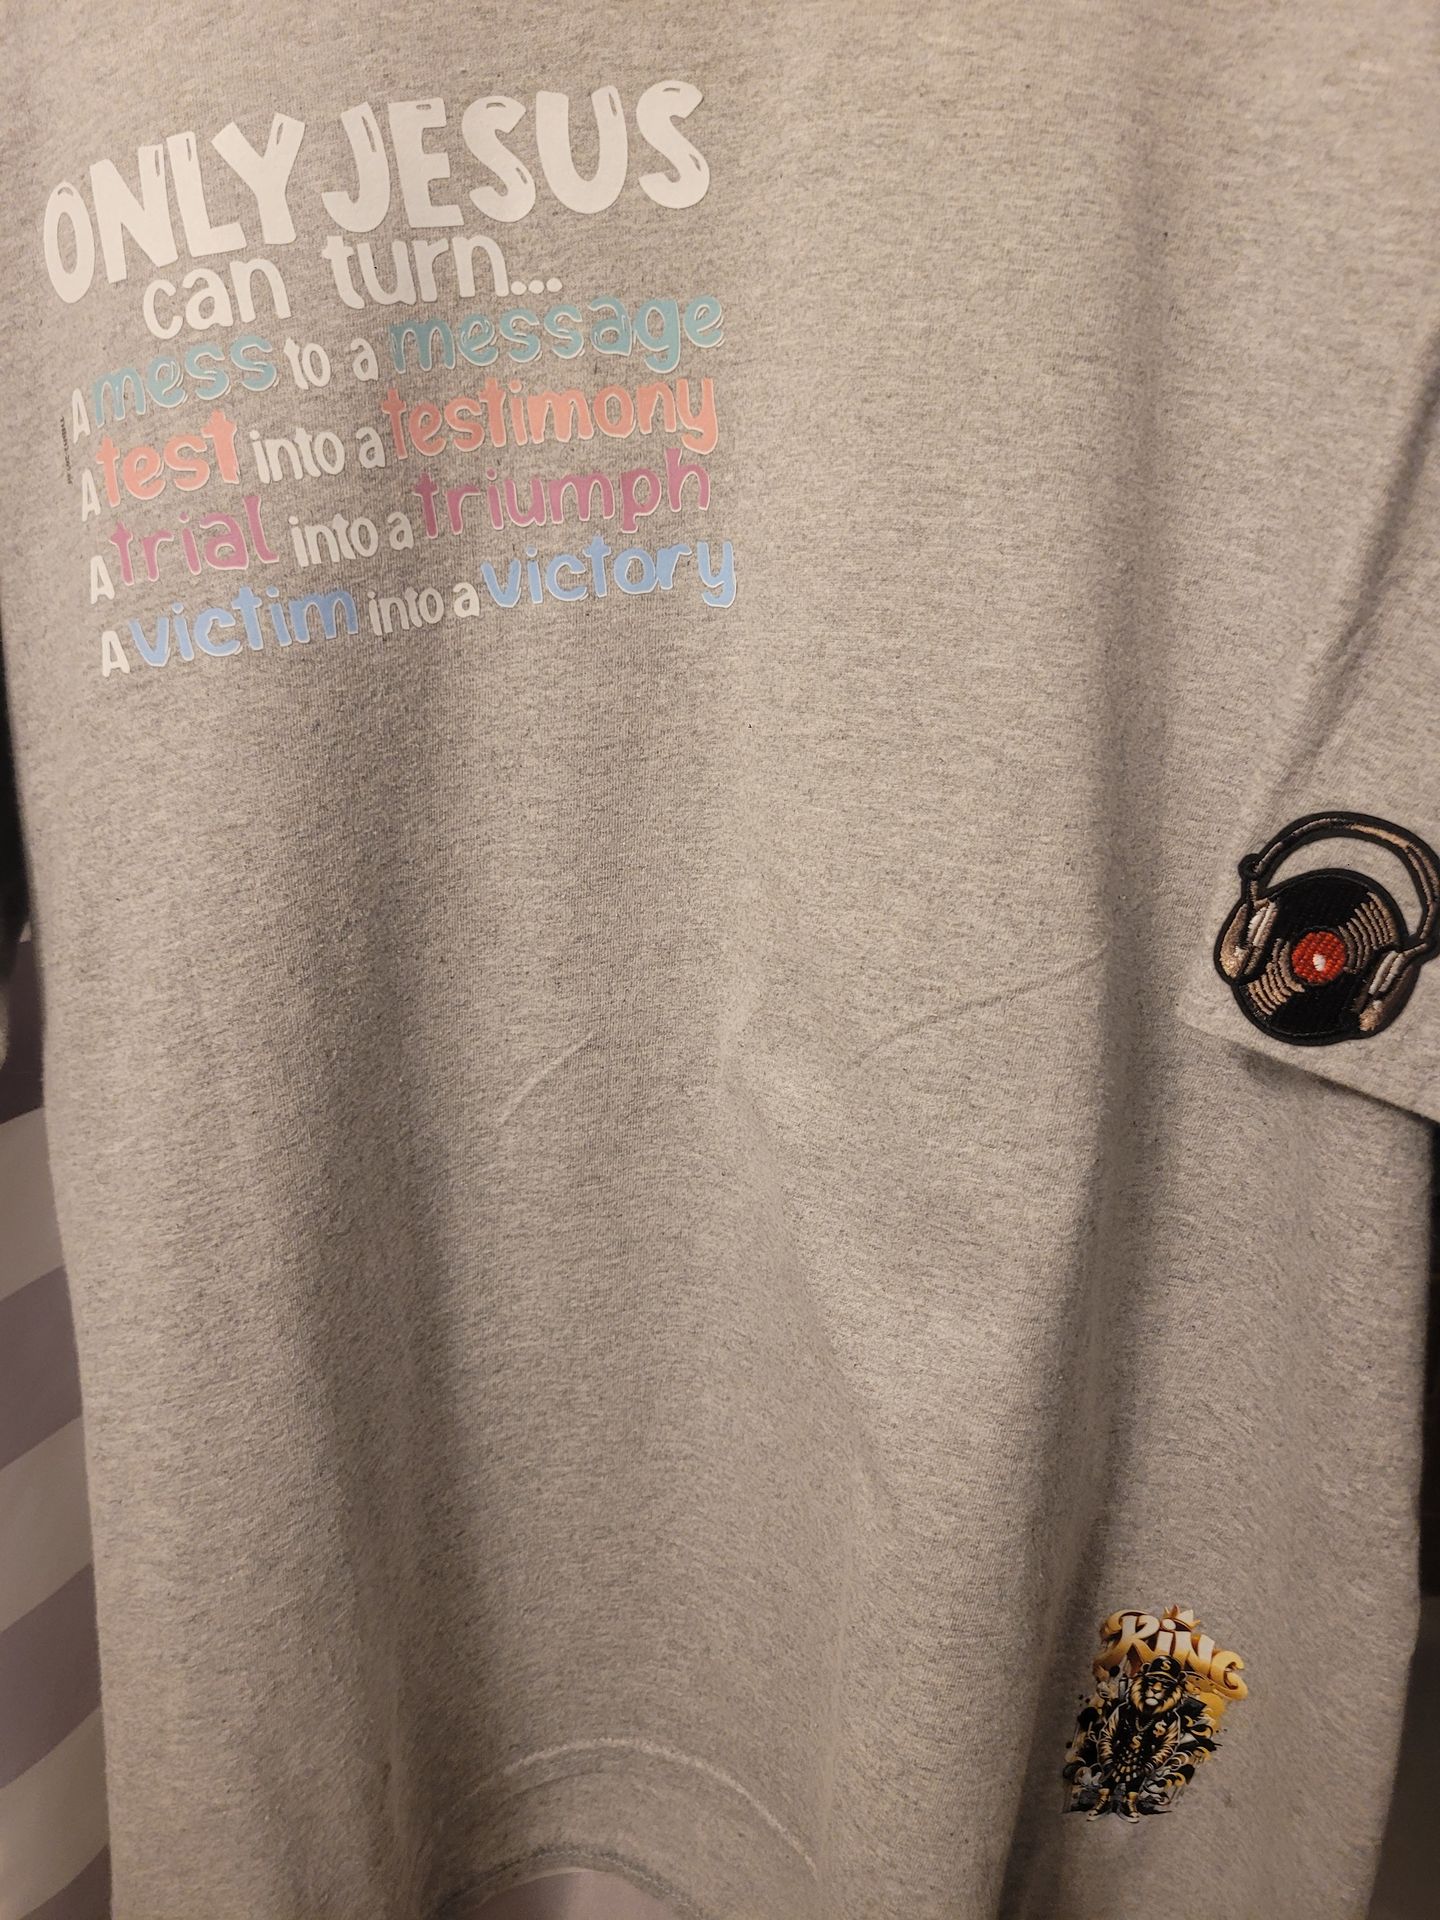 ONLY JESUS
can turn...
A mess to a message
A test into a testimony
A trial into a triumph
A victim into a victory
KING